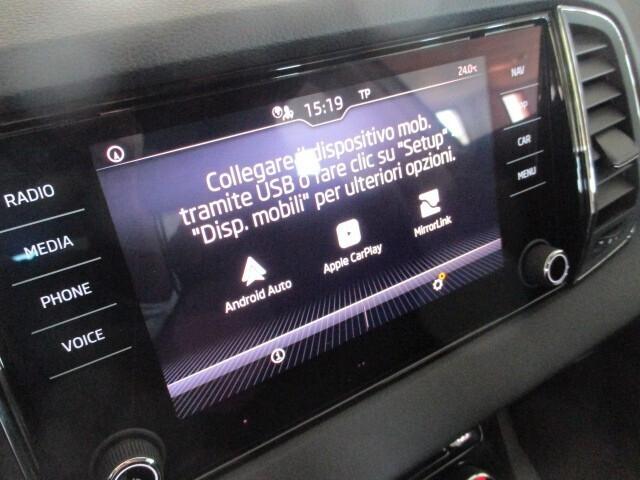 15:19 TP 24.0°C
Collegare il dispositivo mob.
tramite USB o fare clic su "Setup",
"Disp. mobili" per ulteriori opzioni.
Android Auto
Apple CarPlay
MirrorLink
RADIO
MEDIA
PHONE
VOICE
NAV
CAR
MENU